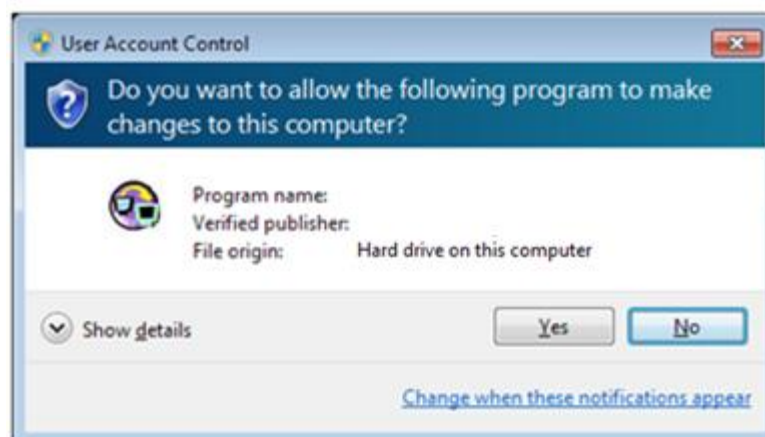 User Account Control
Do you want to allow the following program to make
changes to this computer?
Program name:
Verified publisher:
File origin: Hard drive on this computer
Show details
Yes
No
Change when these notifications appear